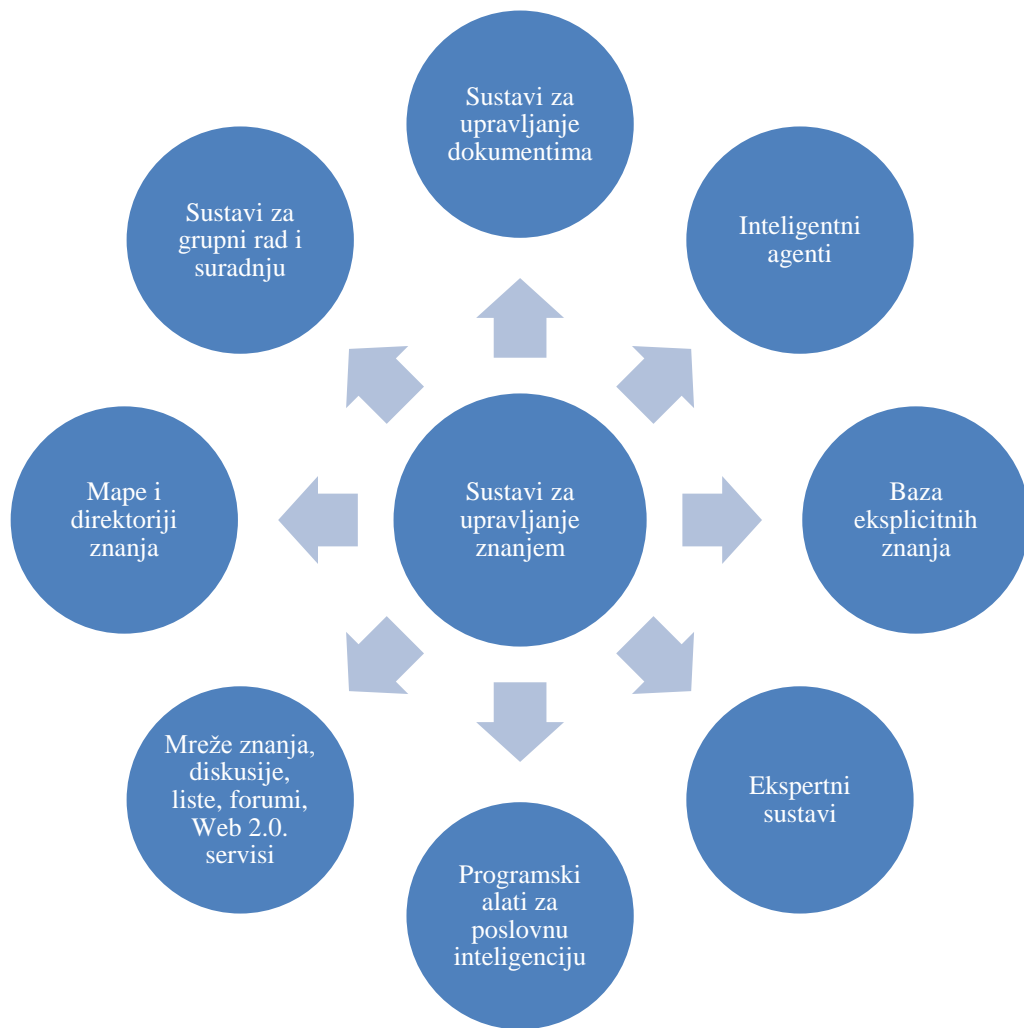 Sustavi za
upravljanje
dokumentima
Inteligentni
agenti
Baza
eksplicitnih
znanja
Ekspertni
sustavi
Programski
alati za
poslovnu
inteligenciju
Mreže znanja,
diskusije,
liste, forumi,
Web 2.0.
servisi
Mape i
direktoriji
znanja
Sustavi za
grupni rad i
suradnju
Sustavi za
upravljanje
znanjem